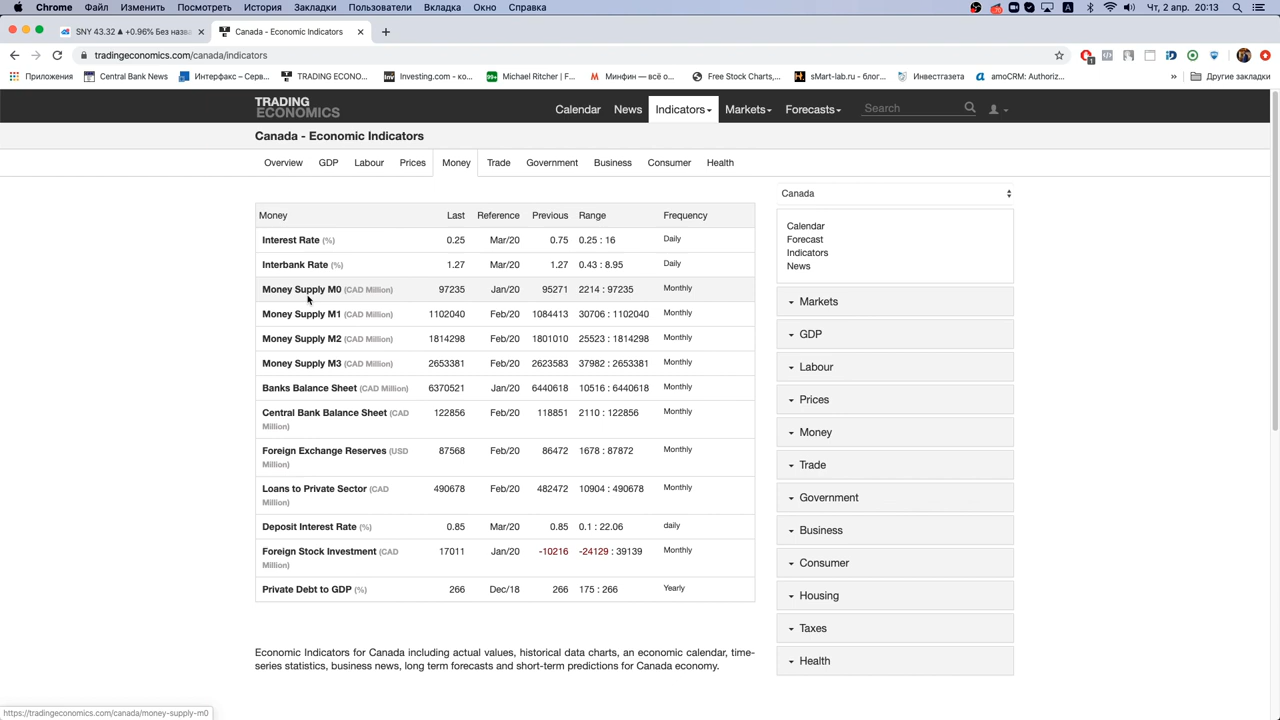 Chrome Файл Изменить Посмотреть История Закладки Пользователи Вкладка Окно Справка Чт, 2 апр. 20:13
SNY 43.32 ▲ +0.96% Без назва × Canada - Economic Indicators × +
tradingeconomics.com/canada/indicators
Приложения Central Bank News Интерфакс – Серв... TRADING ECONO... Investing.com - ко... Michael Ritcher | F... Минфин — всё о... Free Stock Charts,... sMart-lab.ru - блог... Инвестгазета amoCRM: Authoriz... » Другие закладки
TRADING ECONOMICS
Calendar News Indicators Markets Forecasts Search
Canada - Economic Indicators
Overview GDP Labour Prices Money Trade Government Business Consumer Health
Money Last Reference Previous Range Frequency
Interest Rate (%) 0.25 Mar/20 0.75 0.25 : 16 Daily
Interbank Rate (%) 1.27 Mar/20 1.27 0.43 : 8.95 Daily
Money Supply M0 (CAD Million) 97235 Jan/20 95271 2214 : 97235 Monthly
Money Supply M1 (CAD Million) 1102040 Feb/20 1084413 30706 : 1102040 Monthly
Money Supply M2 (CAD Million) 1814298 Feb/20 1801010 25523 : 1814298 Monthly
Money Supply M3 (CAD Million) 2653381 Feb/20 2623583 37982 : 2653381 Monthly
Banks Balance Sheet (CAD Million) 6370521 Jan/20 6440618 10516 : 6440618 Monthly
Central Bank Balance Sheet (CAD Million) 122856 Feb/20 118851 2110 : 122856 Monthly
Foreign Exchange Reserves (USD Million) 87568 Feb/20 86472 1678 : 87872 Monthly
Loans to Private Sector (CAD Million) 490678 Feb/20 482472 10904 : 490678 Monthly
Deposit Interest Rate (%) 0.85 Mar/20 0.85 0.1 : 22.06 daily
Foreign Stock Investment (CAD Million) 17011 Jan/20 -10216 -24129 : 39139 Monthly
Private Debt to GDP (%) 266 Dec/18 266 175 : 266 Yearly
Economic Indicators for Canada including actual values, historical data charts, an economic calendar, time-
series statistics, business news, long term forecasts and short-term predictions for Canada economy.
Canada
Calendar
Forecast
Indicators
News
Markets
GDP
Labour
Prices
Money
Trade
Government
Business
Consumer
Housing
Taxes
Health
https://tradingeconomics.com/canada/money-supply-m0